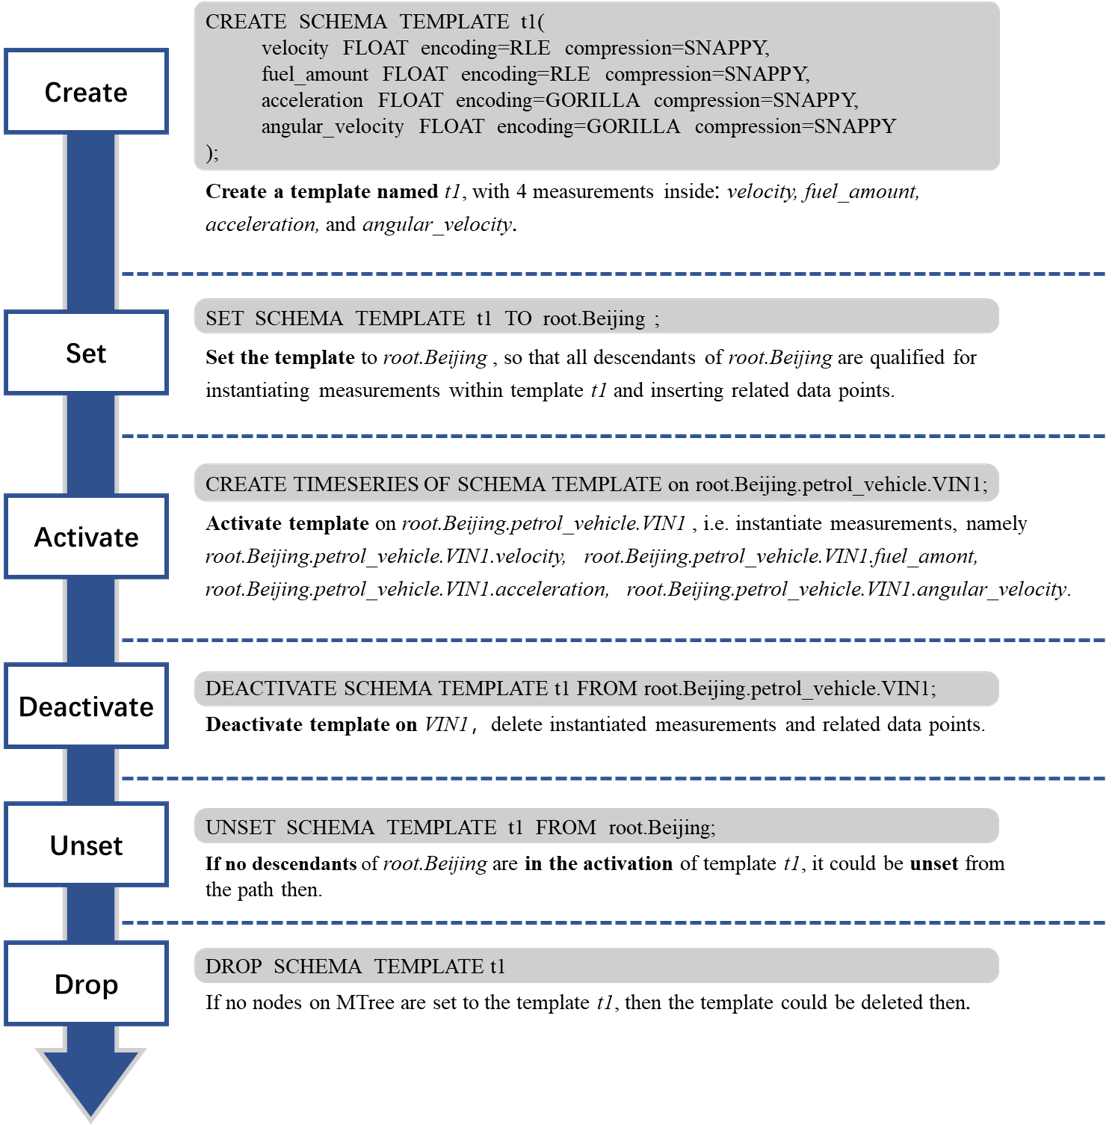 Create
CREATE SCHEMA TEMPLATE t1(
velocity FLOAT encoding=RLE compression=SNAPPY,
fuel_amount FLOAT encoding=RLE compression=SNAPPY,
acceleration FLOAT encoding=GORILLA compression=SNAPPY,
angular_velocity FLOAT encoding=GORILLA compression=SNAPPY
);
Create a template named t1, with 4 measurements inside: velocity, fuel_amount,
acceleration, and angular_velocity.
Set
SET SCHEMA TEMPLATE t1 TO root.Beijing ;
Set the template to root.Beijing , so that all descendants of root.Beijing are qualified for
instantiating measurements within template t1 and inserting related data points.
Activate
CREATE TIMESERIES OF SCHEMA TEMPLATE on root.Beijing.petrol_vehicle.VIN1;
Activate template on root.Beijing.petrol_vehicle.VIN1 , i.e. instantiate measurements, namely
root.Beijing.petrol_vehicle.VIN1.velocity, root.Beijing.petrol_vehicle.VIN1.fuel_amont,
root.Beijing.petrol_vehicle.VIN1.acceleration, root.Beijing.petrol_vehicle.VIN1.angular_velocity.
Deactivate
DEACTIVATE SCHEMA TEMPLATE t1 FROM root.Beijing.petrol_vehicle.VIN1;
Deactivate template on VIN1, delete instantiated measurements and related data points.
Unset
UNSET SCHEMA TEMPLATE t1 FROM root.Beijing;
If no descendants of root.Beijing are in the activation of template t1, it could be unset from
the path then.
Drop
DROP SCHEMA TEMPLATE t1
If no nodes on MTree are set to the template t1, then the template could be deleted then.